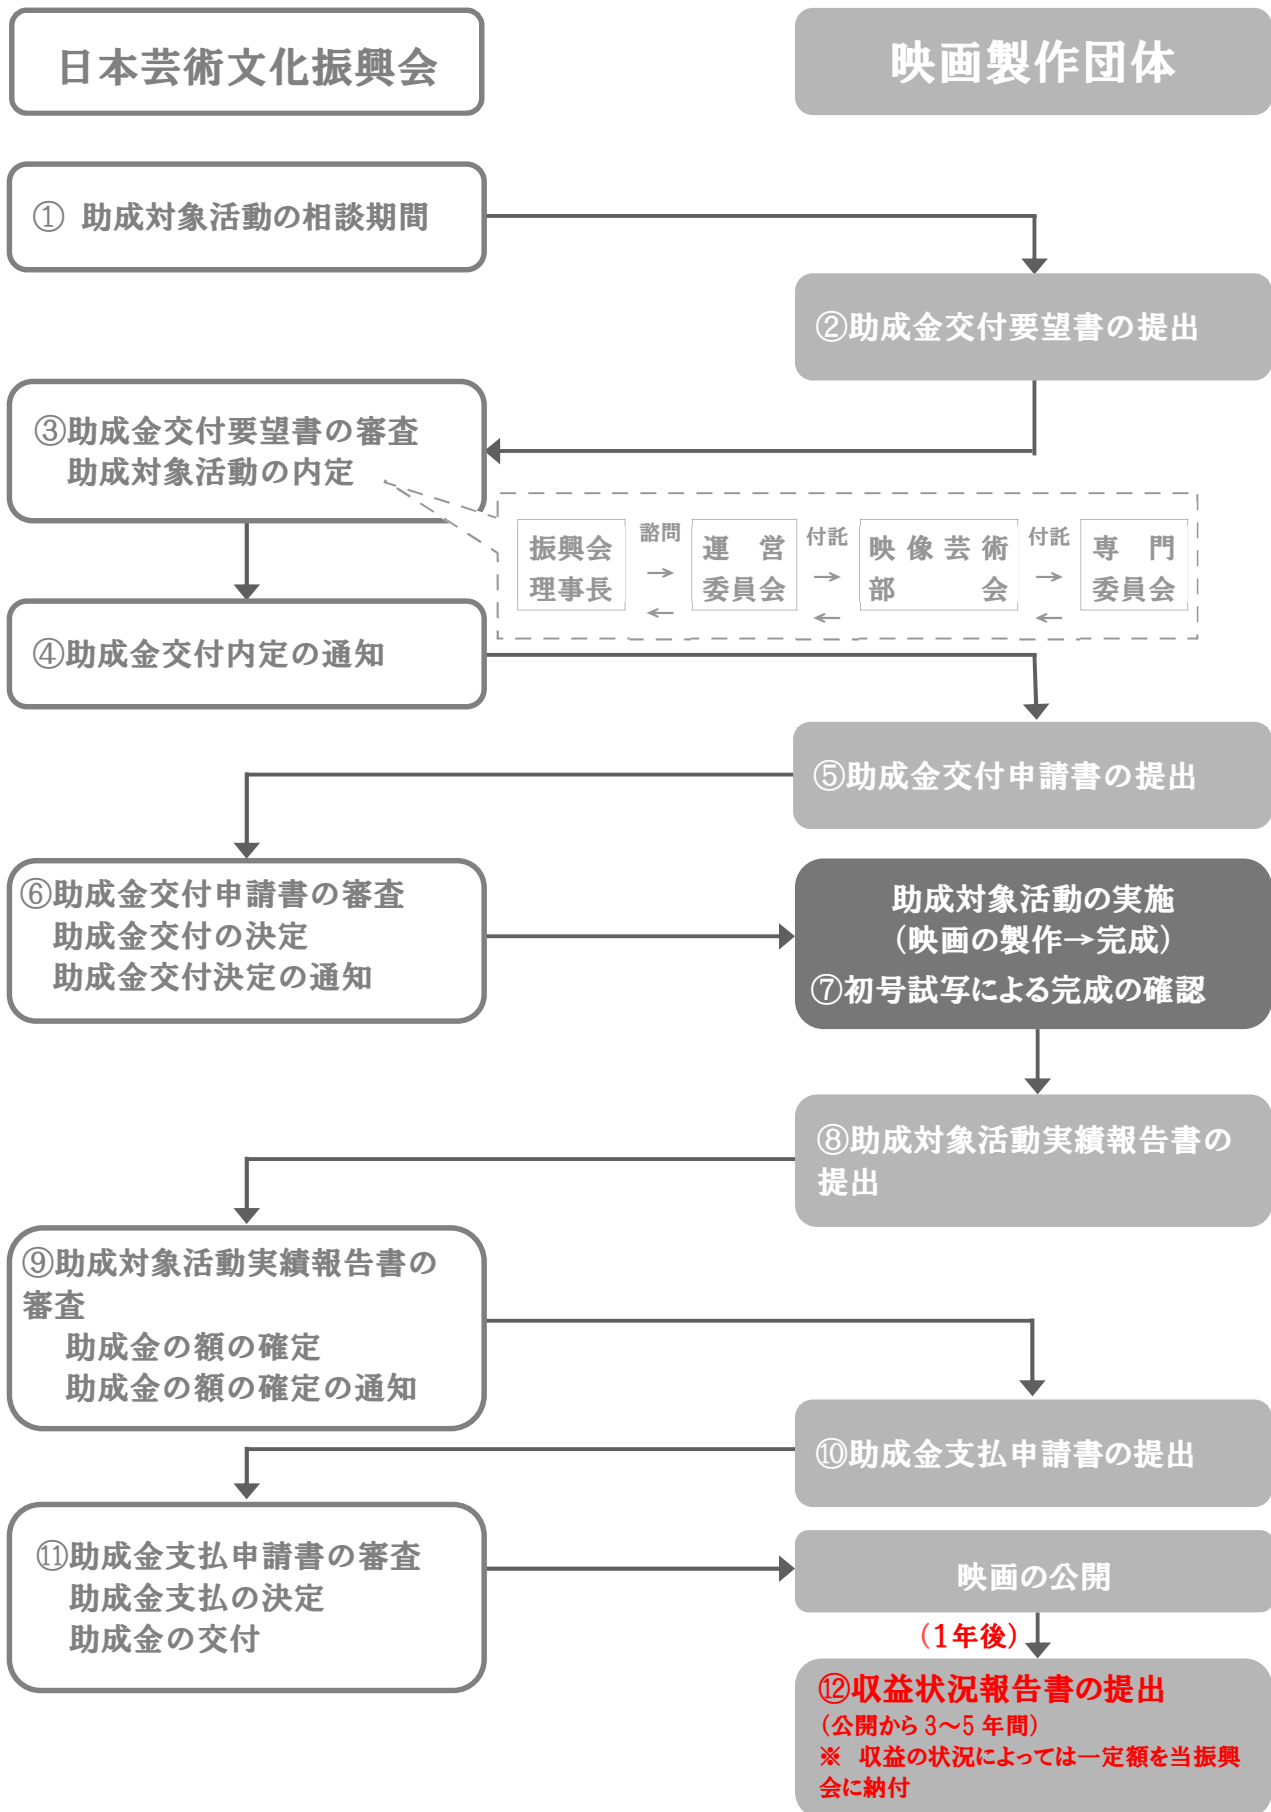 日本芸術文化振興会
映画製作団体
① 助成対象活動の相談期間
②助成金交付要望書の提出
③助成金交付要望書の審査
助成対象活動の内定
振興会
理事長
諮問
→
←
運営
委員会
付託
→
←
映像芸術
部会
付託
→
←
専門
委員会
④助成金交付内定の通知
⑤助成金交付申請書の提出
⑥助成金交付申請書の審査
助成金交付の決定
助成金交付決定の通知
助成対象活動の実施
（映画の製作→完成）
⑦初号試写による完成の確認
⑧助成対象活動実績報告書の
提出
⑨助成対象活動実績報告書の
審査
助成金の額の確定
助成金の額の確定の通知
⑩助成金支払申請書の提出
⑪助成金支払申請書の審査
助成金支払の決定
助成金の交付
映画の公開
（1年後）
⑫収益状況報告書の提出
（公開から 3～5 年間）
※ 収益の状況によっては一定額を当振興
会に納付